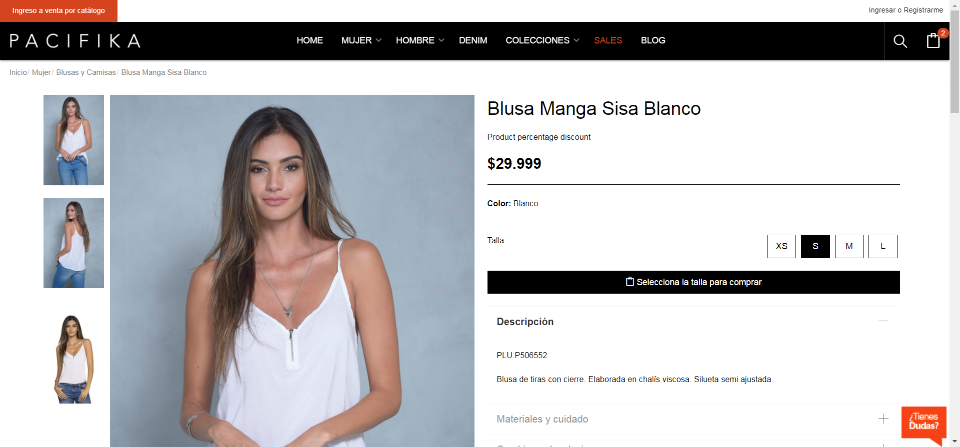 Ingreso a venta por catálogo
Ingresar o Registrarme
PACIFIKA
HOME MUJER HOMBRE DENIM COLECCIONES SALES BLOG
2
Inicio/ Mujer/ Blusas y Camisas/ Blusa Manga Sisa Blanco
Blusa Manga Sisa Blanco
Product percentage discount
$29.999
Color: Blanco
Talla
XS S M L
Selecciona la talla para comprar
Descripción
PLU:P506552
Blusa de tiras con cierre. Elaborada en chalís viscosa. Silueta semi ajustada
Materiales y cuidado
¿Tienes
Dudas?